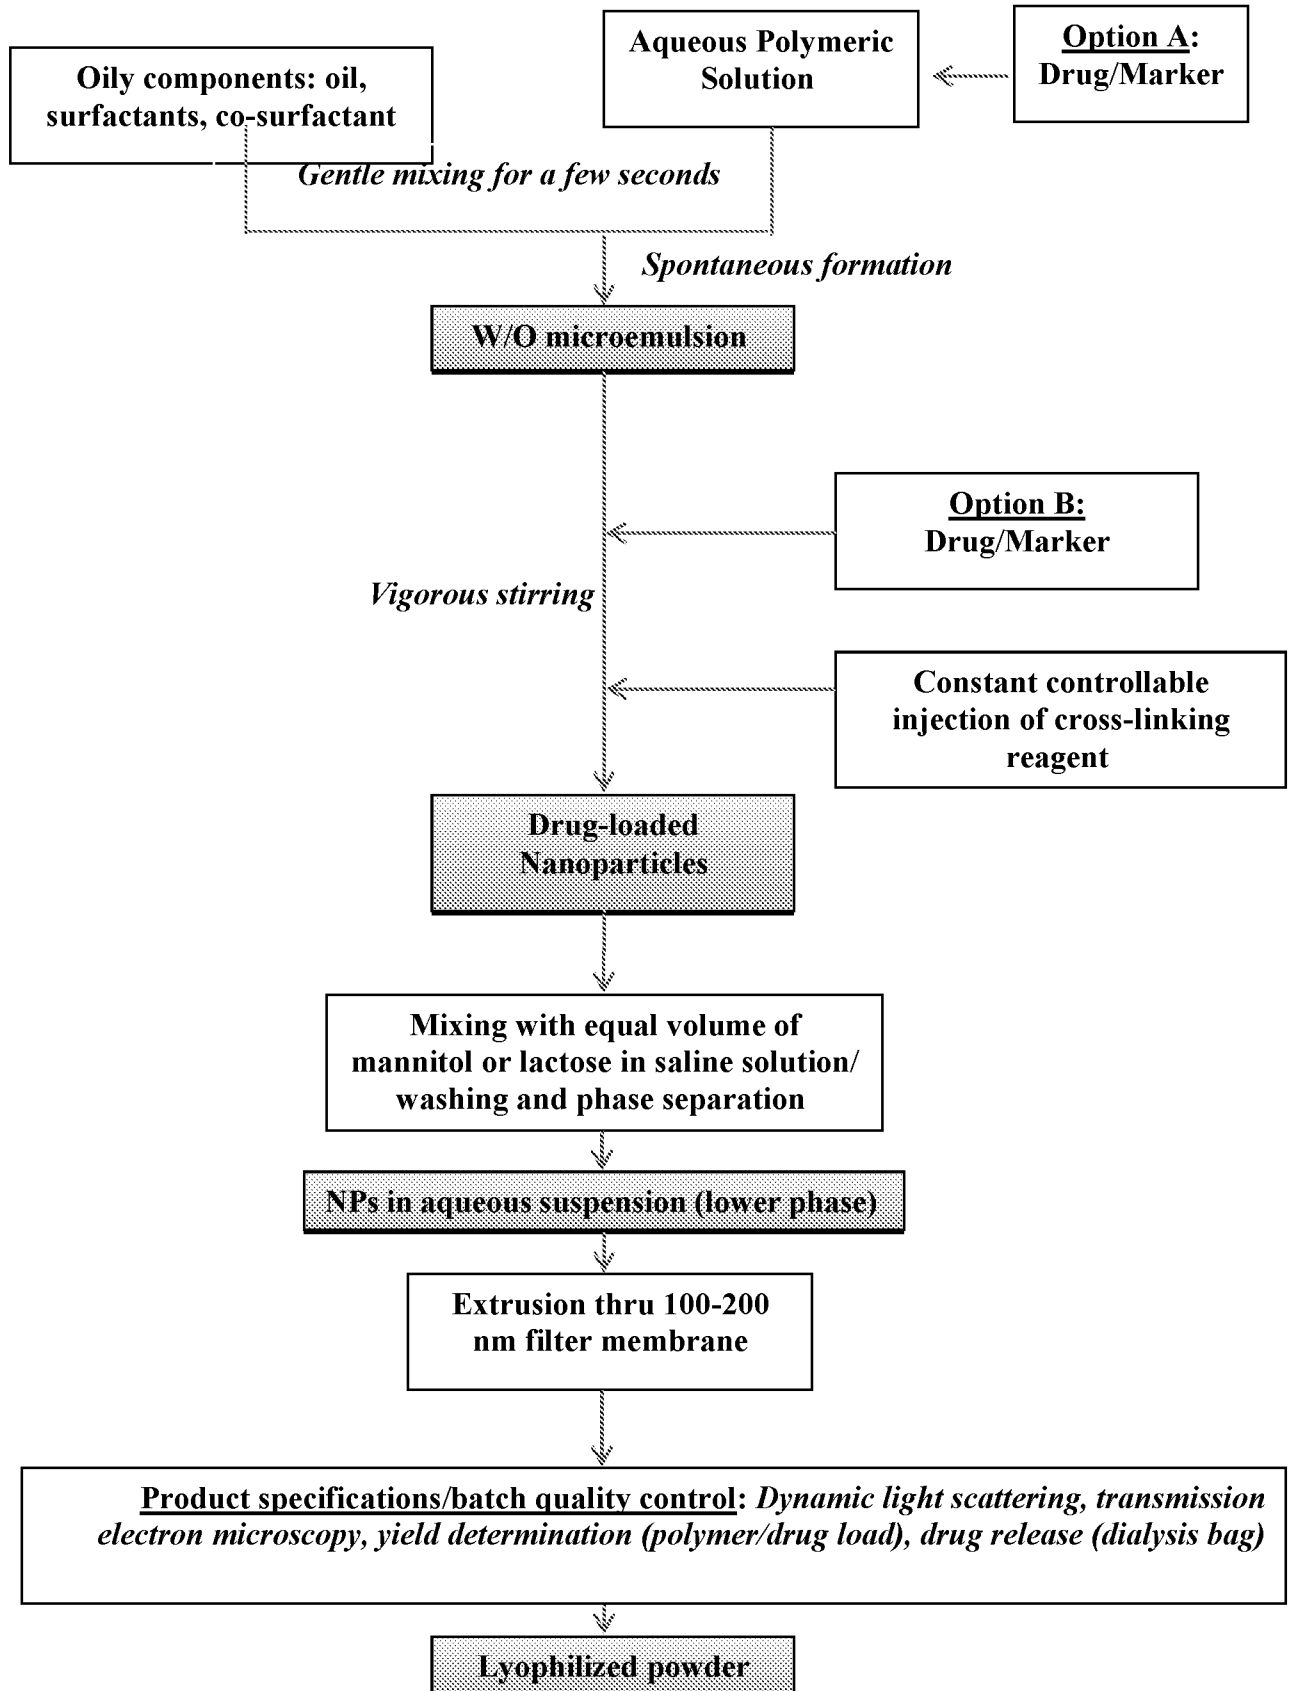 Oily components: oil,
surfactants, co-surfactant
Aqueous Polymeric
Solution
Option A:
Drug/Marker
Gentle mixing for a few seconds
Spontaneous formation
W/O microemulsion
Option B:
Drug/Marker
Vigorous stirring
Constant controllable
injection of cross-linking
reagent
Drug-loaded
Nanoparticles
Mixing with equal volume of
mannitol or lactose in saline solution/
washing and phase separation
NPs in aqueous suspension (lower phase)
Extrusion thru 100-200
nm filter membrane
Product specifications/batch quality control: Dynamic light scattering, transmission
electron microscopy, yield determination (polymer/drug load), drug release (dialysis bag)
Lyophilized powder